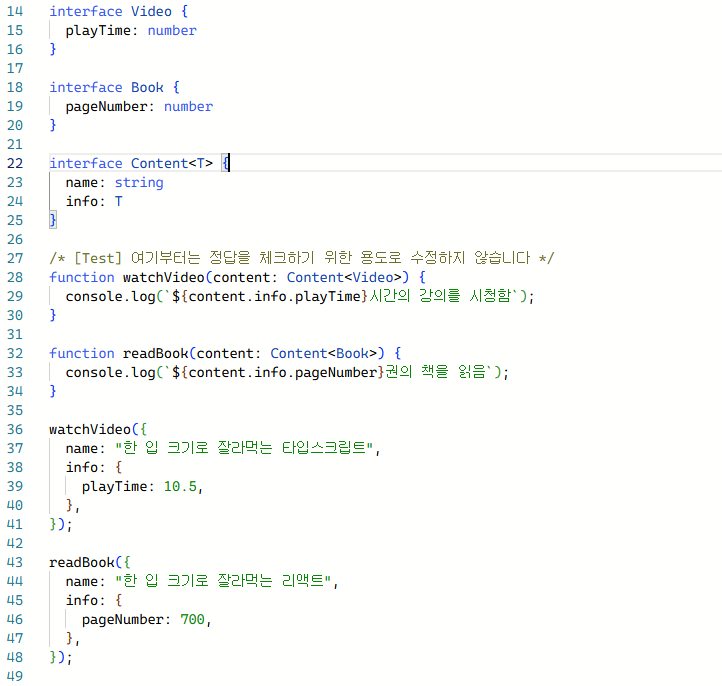 14 interface Video {
15 playTime: number
16 }
17
18 interface Book {
19 pageNumber: number
20 }
21
22 interface Content<T> {
23 name: string
24 info: T
25 }
26
27 /* [Test] 여기부터는 정답을 체크하기 위한 용도로 수정하지 않습니다 */
28 function watchVideo(content: Content<Video>) {
29 console.log(`${content.info.playTime}시간의 강의를 시청함`);
30 }
31
32 function readBook(content: Content<Book>) {
33 console.log(`${content.info.pageNumber}권의 책을 읽음`);
34 }
35
36 watchVideo({
37 name: "한 입 크기로 잘라먹는 타입스크립트",
38 info: {
39 playTime: 10.5,
40 },
41 });
42
43 readBook({
44 name: "한 입 크기로 잘라먹는 리액트",
45 info: {
46 pageNumber: 700,
47 },
48 });
49